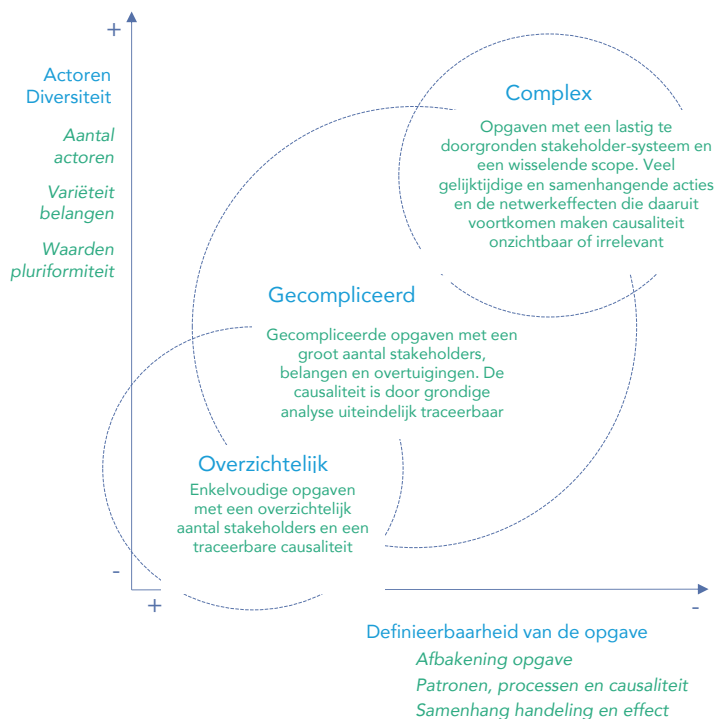 +
Actoren
Diversiteit
Aantal
actoren
Variëteit
belangen
Waarden
pluriformiteit
Complex
Opgaven met een lastig te
doorgronden stakeholder-systeem en
een wisselende scope. Veel
gelijktijdige en samenhangende acties
en de netwerkeffecten die daaruit
voortkomen maken causaliteit
onzichtbaar of irrelevant
Gecompliceerd
Gecompliceerde opgaven met een
groot aantal stakeholders,
belangen en overtuigingen. De
causaliteit is door grondige
analyse uiteindelijk traceerbaar
Overzichtelijk
Enkelvoudige opgaven
met een overzichtelijk
aantal stakeholders en een
traceerbare causaliteit
-
+
-
Definieerbaarheid van de opgave
Afbakening opgave
Patronen, processen en causaliteit
Samenhang handeling en effect